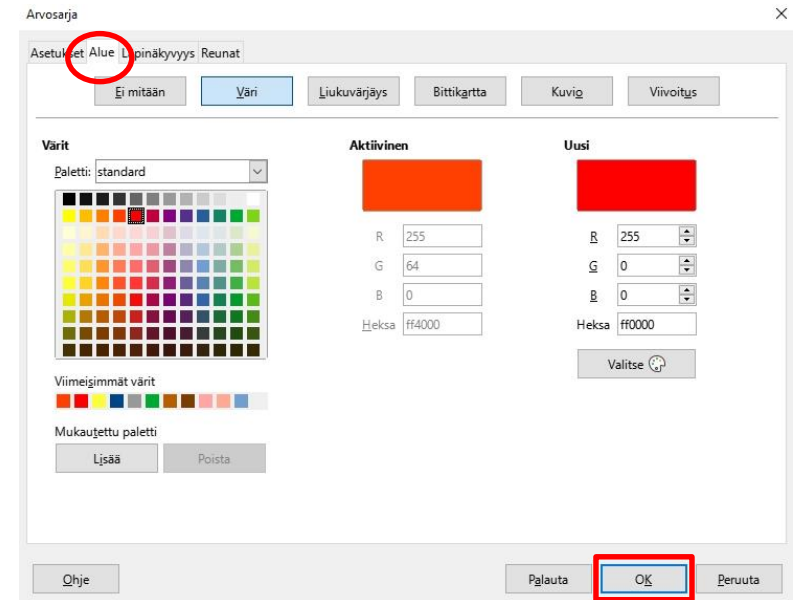 Arvosarja
Asetukset Alue Läpinäkyvyys Reunat
Ei mitään Väri Liukuvärjäys Bittikartta Kuvio Viivoitus
Värit Aktiivinen Uusi
Paletti: standard
R 255 R 255
G 64 G 0
B 0 B 0
Heksa ff4000 Heksa ff0000
Valitse
Viimeisimmät värit
Mukautettu paletti
Lisää Poista
Ohje Palauta OK Peruuta